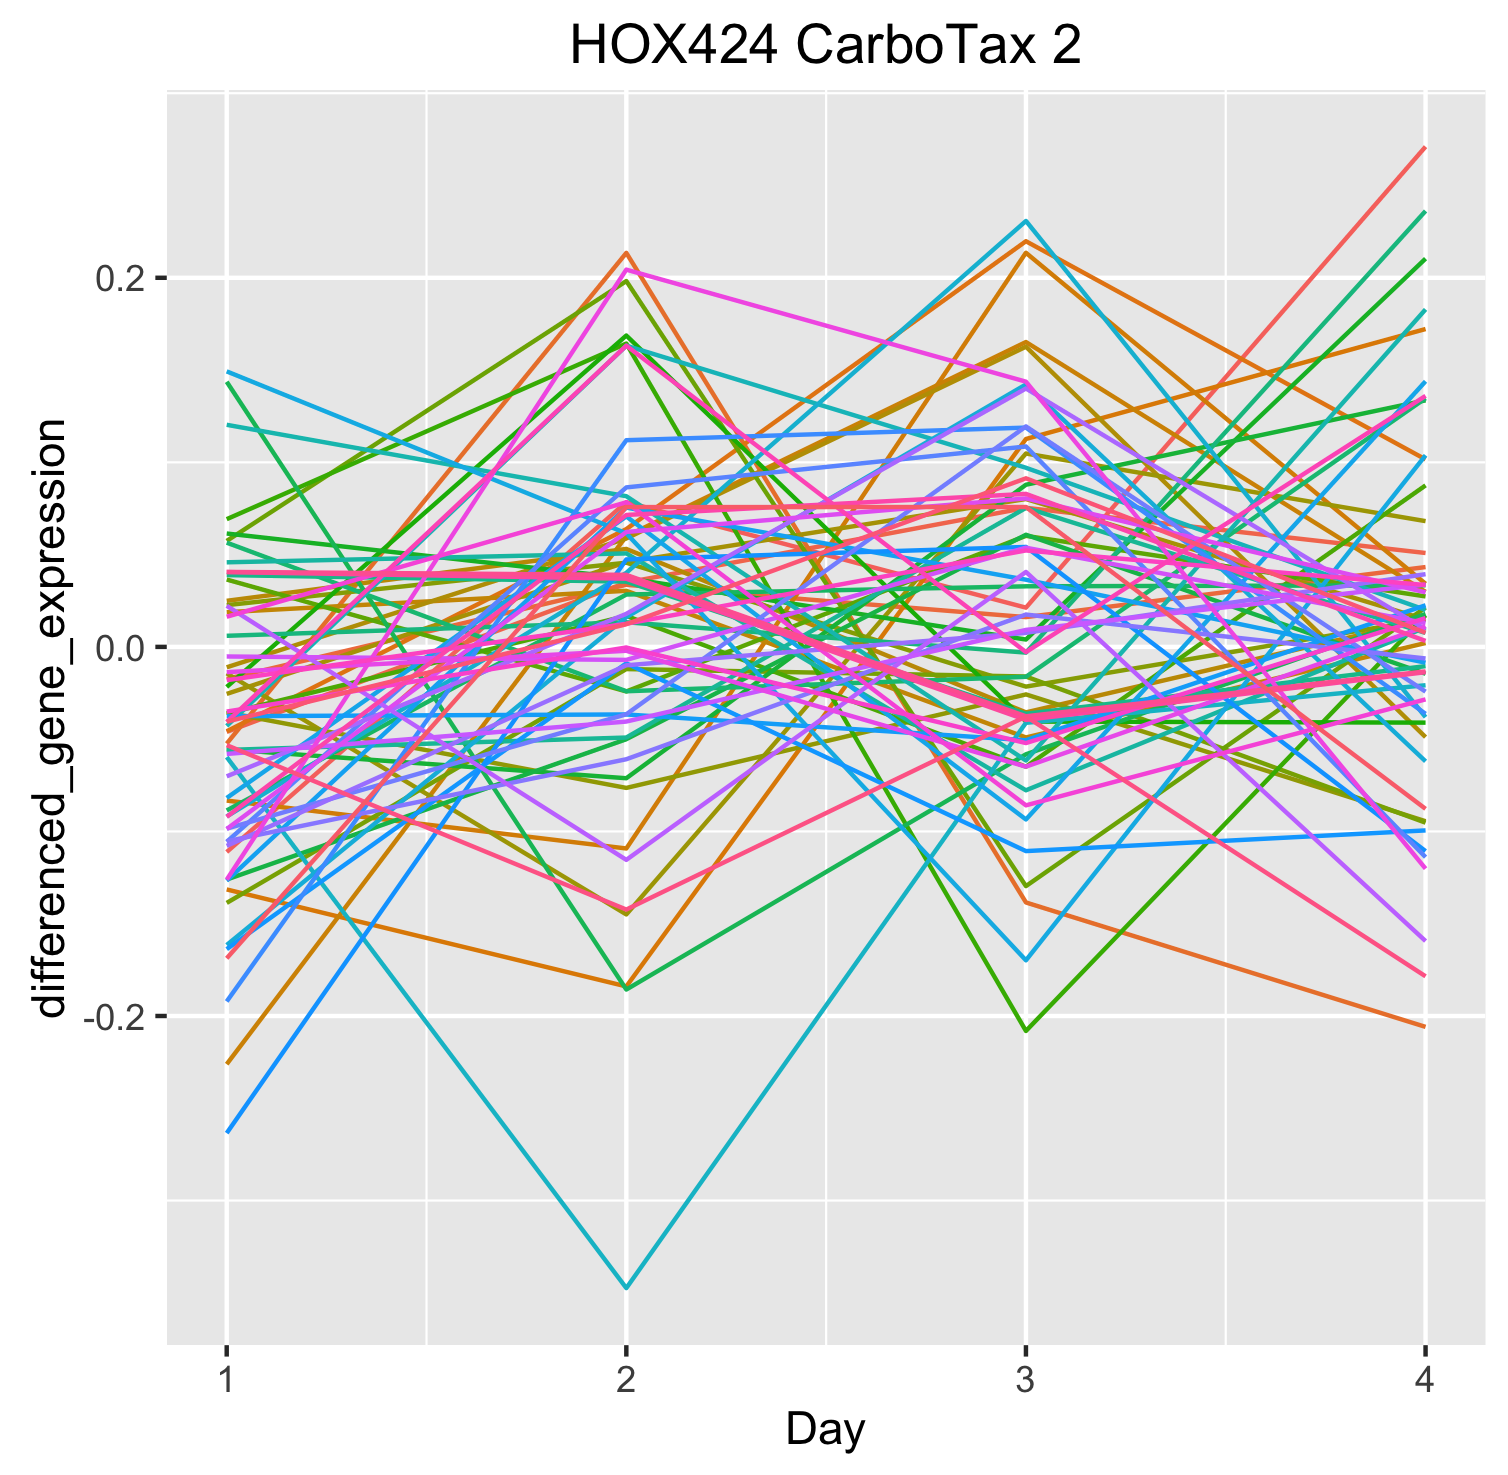 HOX424 CarboTax 2
differenced_gene_expression
0.2
0.0
-0.2
1 2 3 4
Day